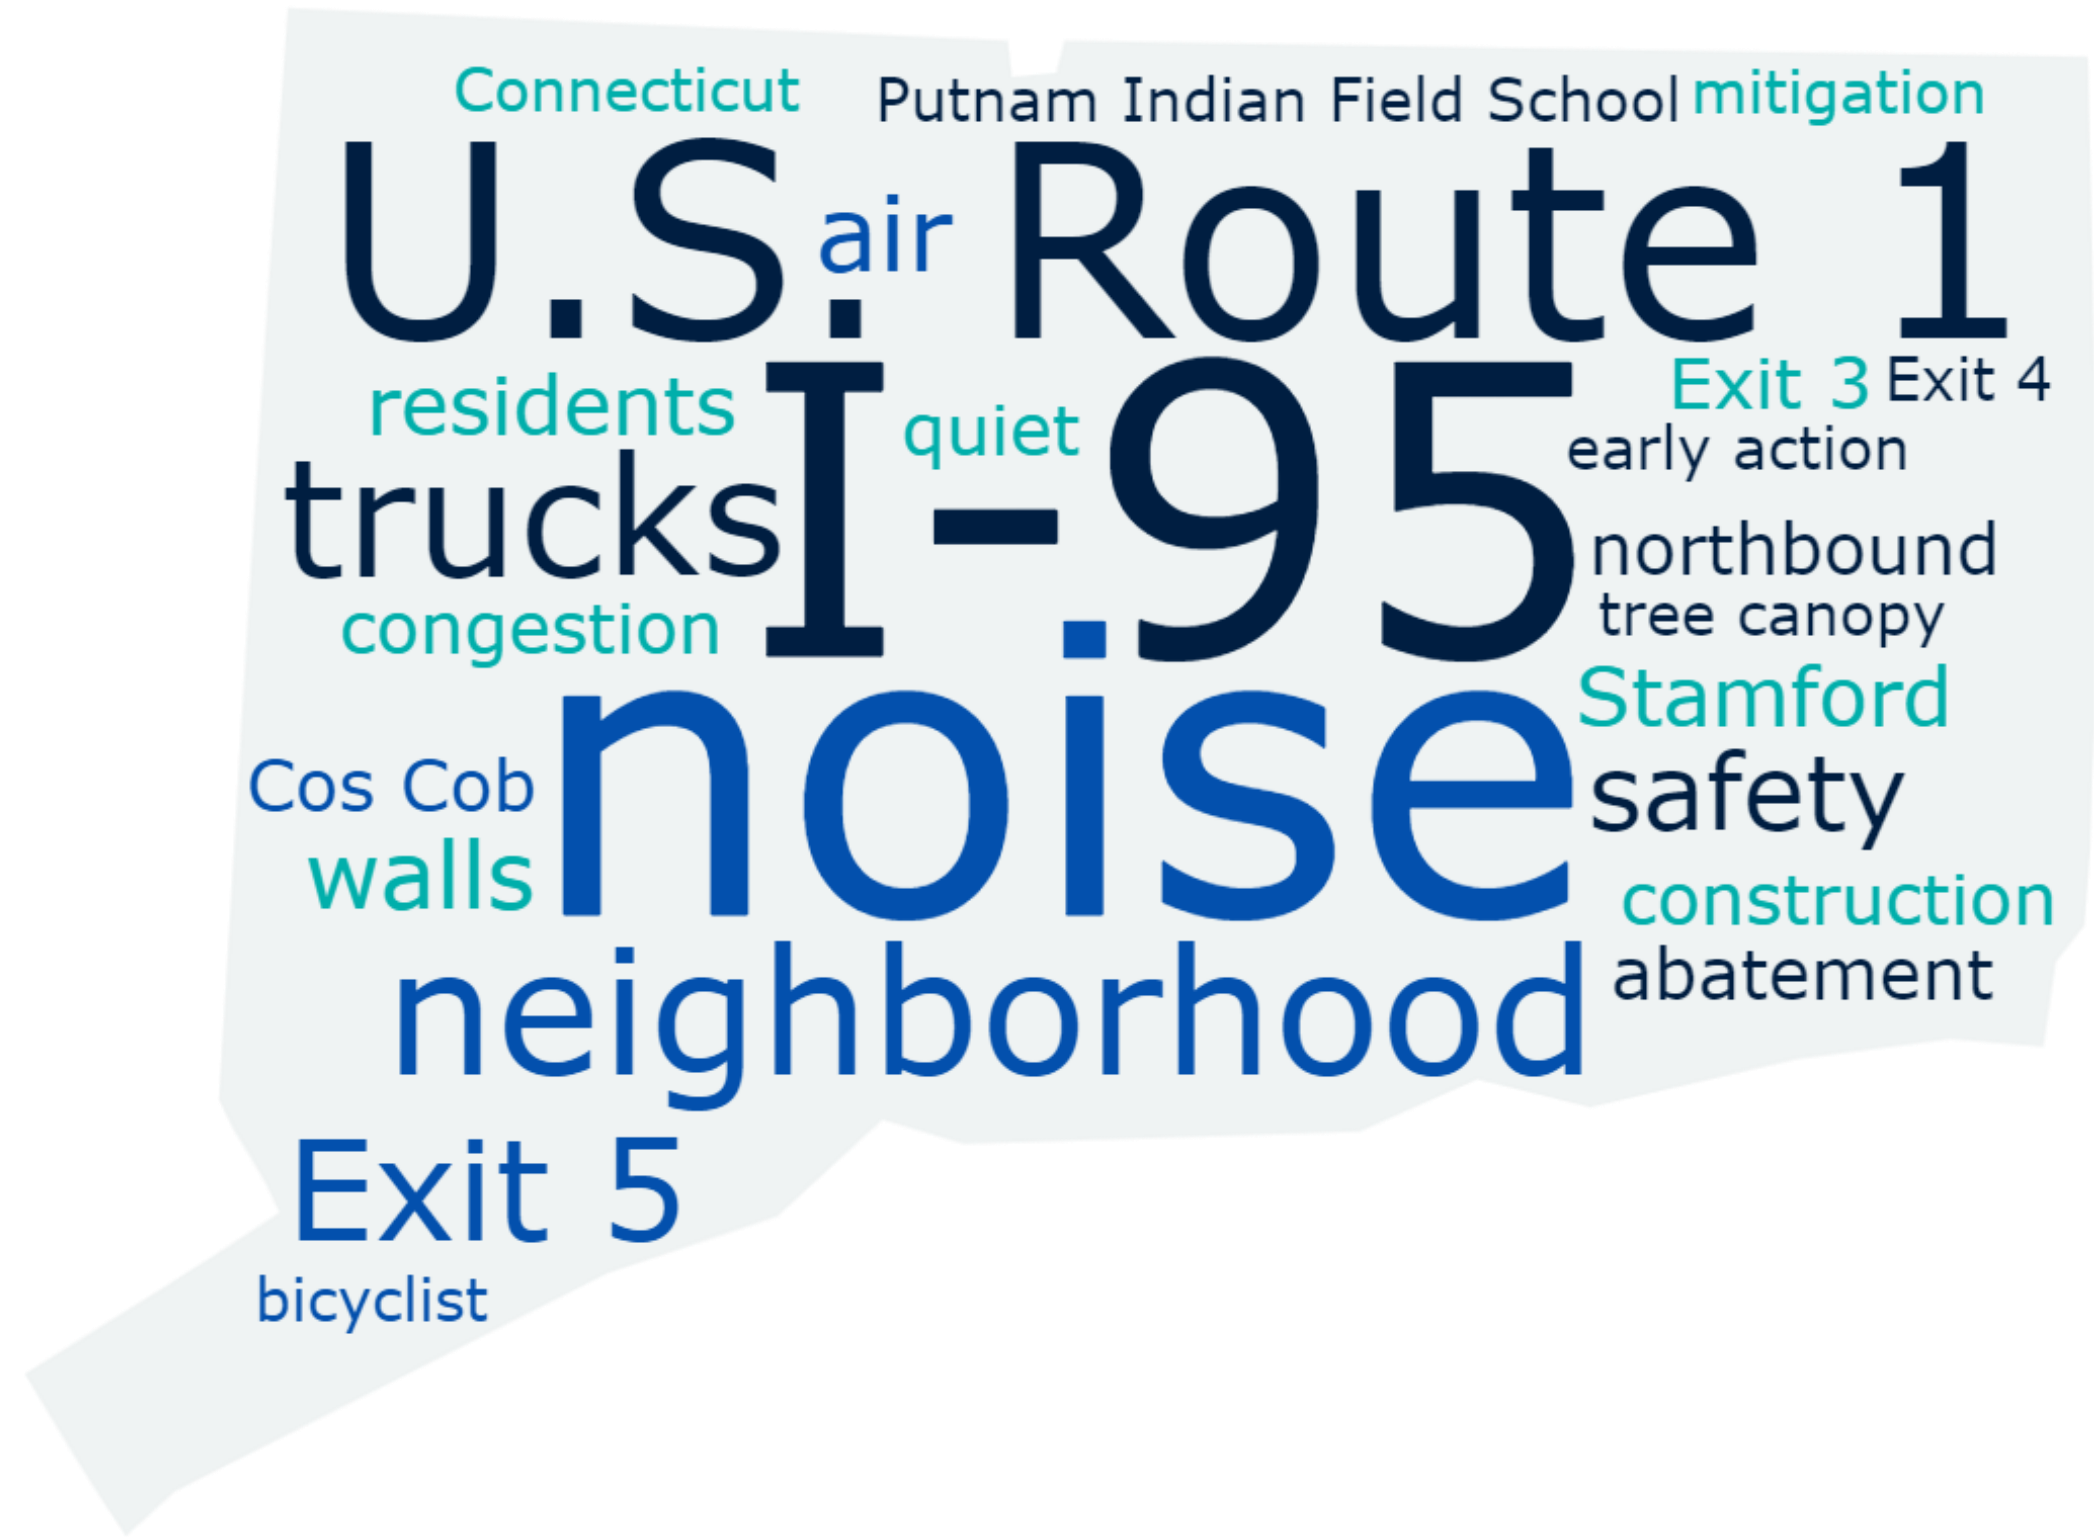 Connecticut
Putnam Indian Field School
mitigation
U.S. Route 1
air
residents
I-95
quiet
Exit 3
Exit 4
early action
trucks
northbound
congestion
tree canopy
noise
Stamford
Cos Cob
safety
walls
construction
neighborhood
abatement
Exit 5
bicyclist